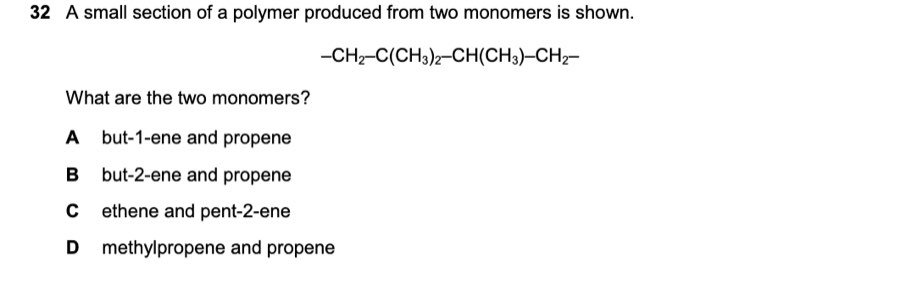 32 A small section of a polymer produced from two monomers is shown.
–CH₂–C(CH₃)₂–CH(CH₃)–CH₂–
What are the two monomers?
A but-1-ene and propene
B but-2-ene and propene
C ethene and pent-2-ene
D methylpropene and propene